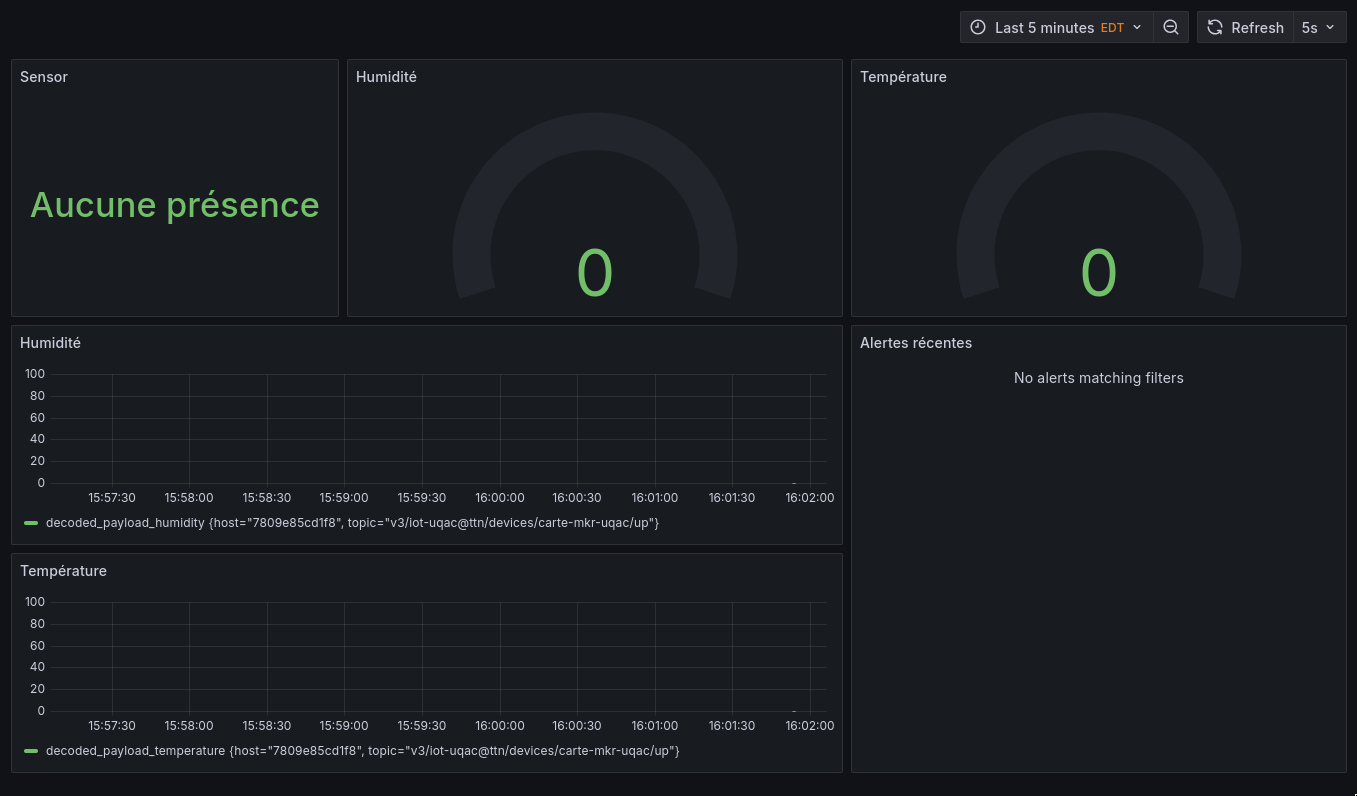 Last 5 minutes EDT
Refresh 5s
Sensor
Aucune présence
Humidité
0
Température
0
Humidité
100
80
60
40
20
0
15:57:30 15:58:00 15:58:30 15:59:00 15:59:30 16:00:00 16:00:30 16:01:00 16:01:30 16:02:00
decoded_payload_humidity {host="7809e85cd1f8", topic="v3/iot-uqac@ttn/devices/carte-mkr-uqac/up"}
Alertes récentes
No alerts matching filters
Température
100
80
60
40
20
0
15:57:30 15:58:00 15:58:30 15:59:00 15:59:30 16:00:00 16:00:30 16:01:00 16:01:30 16:02:00
decoded_payload_temperature {host="7809e85cd1f8", topic="v3/iot-uqac@ttn/devices/carte-mkr-uqac/up"}